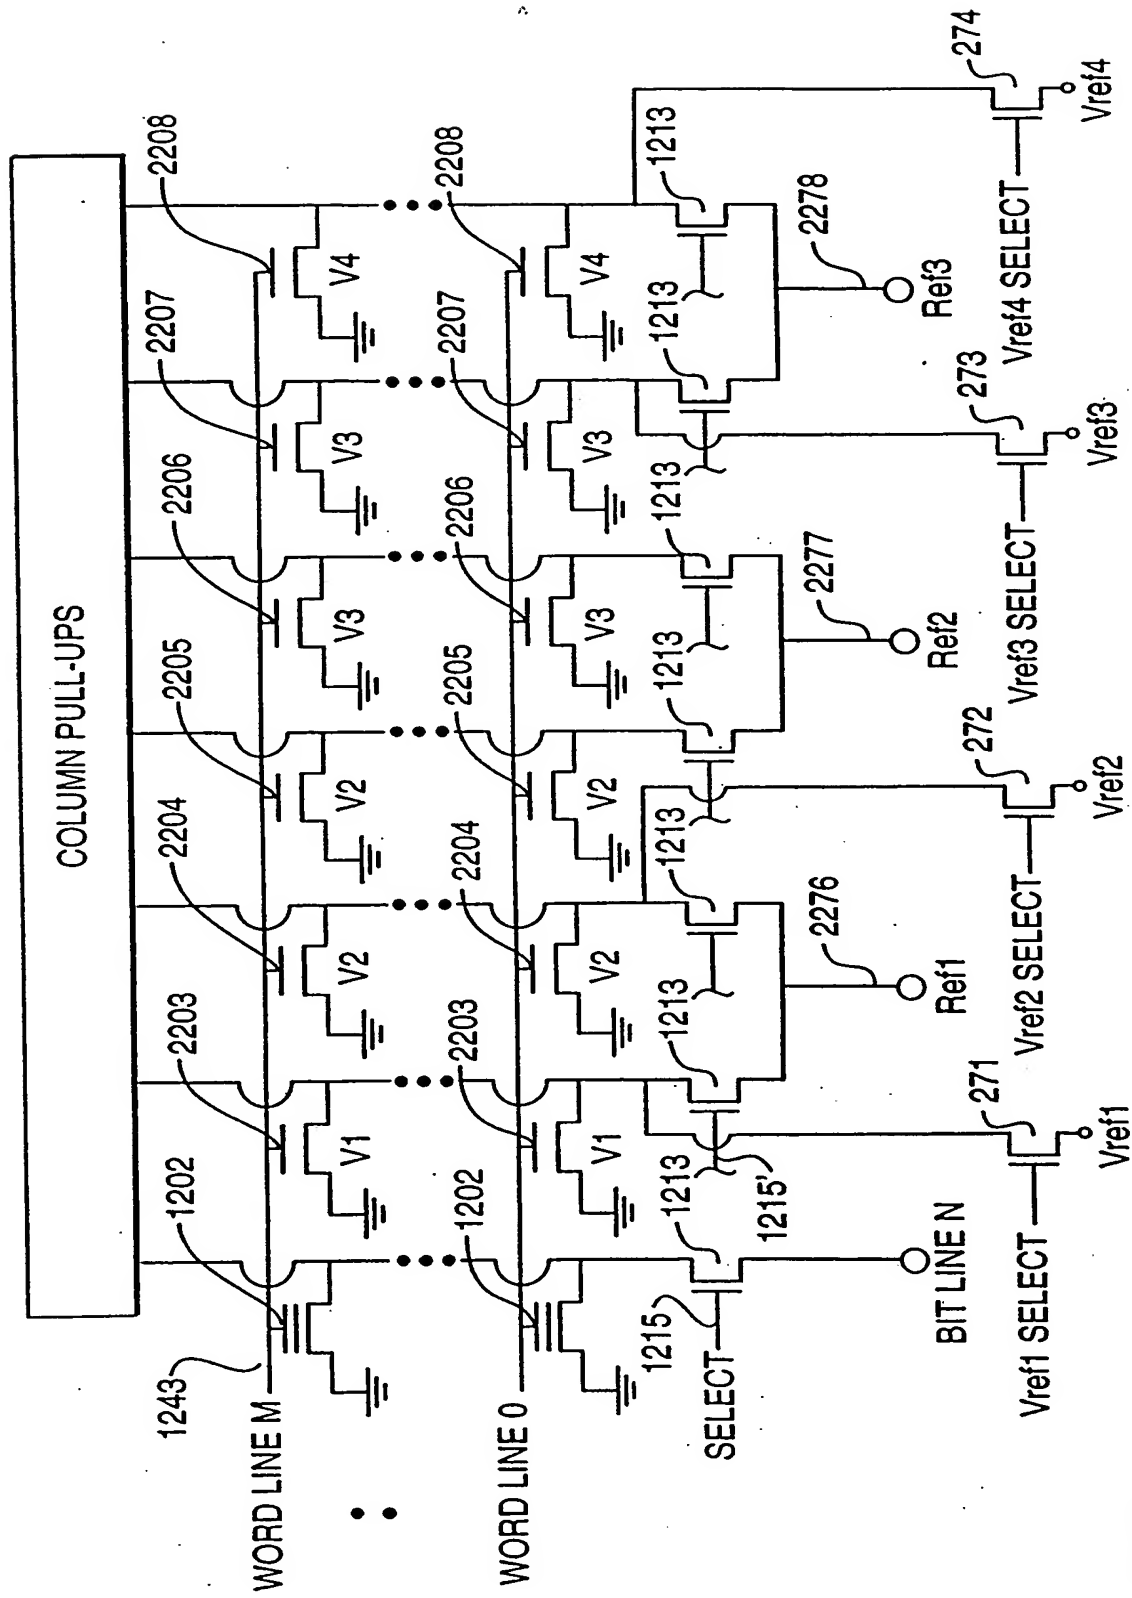 COLUMN PULL-UPS
1202
2203
2204
2205
2206
2207
2208
1243
WORD LINE M
V1
V2
V2
V3
V3
V4
1202
2203
2204
2205
2206
2207
2208
WORD LINE 0
V1
V2
V2
V3
V3
V4
1215
SELECT
1213
1213
1215'
1213
1213
1213
1213
1213
1213
2276
2277
2278
BIT LINE N
Ref1
Ref2
Ref3
271
272
273
274
Vref1 SELECT
Vref2 SELECT
Vref3 SELECT
Vref4 SELECT
Vref1
Vref2
Vref3
Vref4